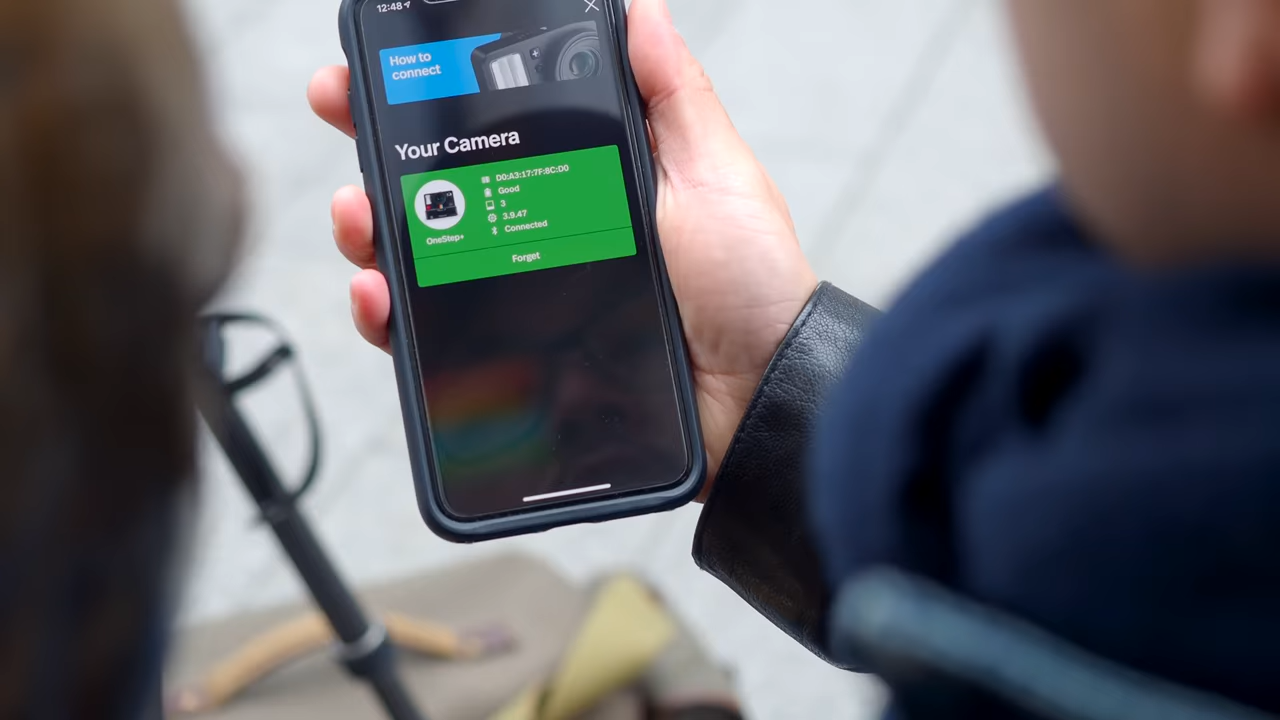 12:48
How to
connect
Your Camera
D0:A3:17:7F:8C:D0
Good
3
3.9.47
Connected
OneStep+
Forget